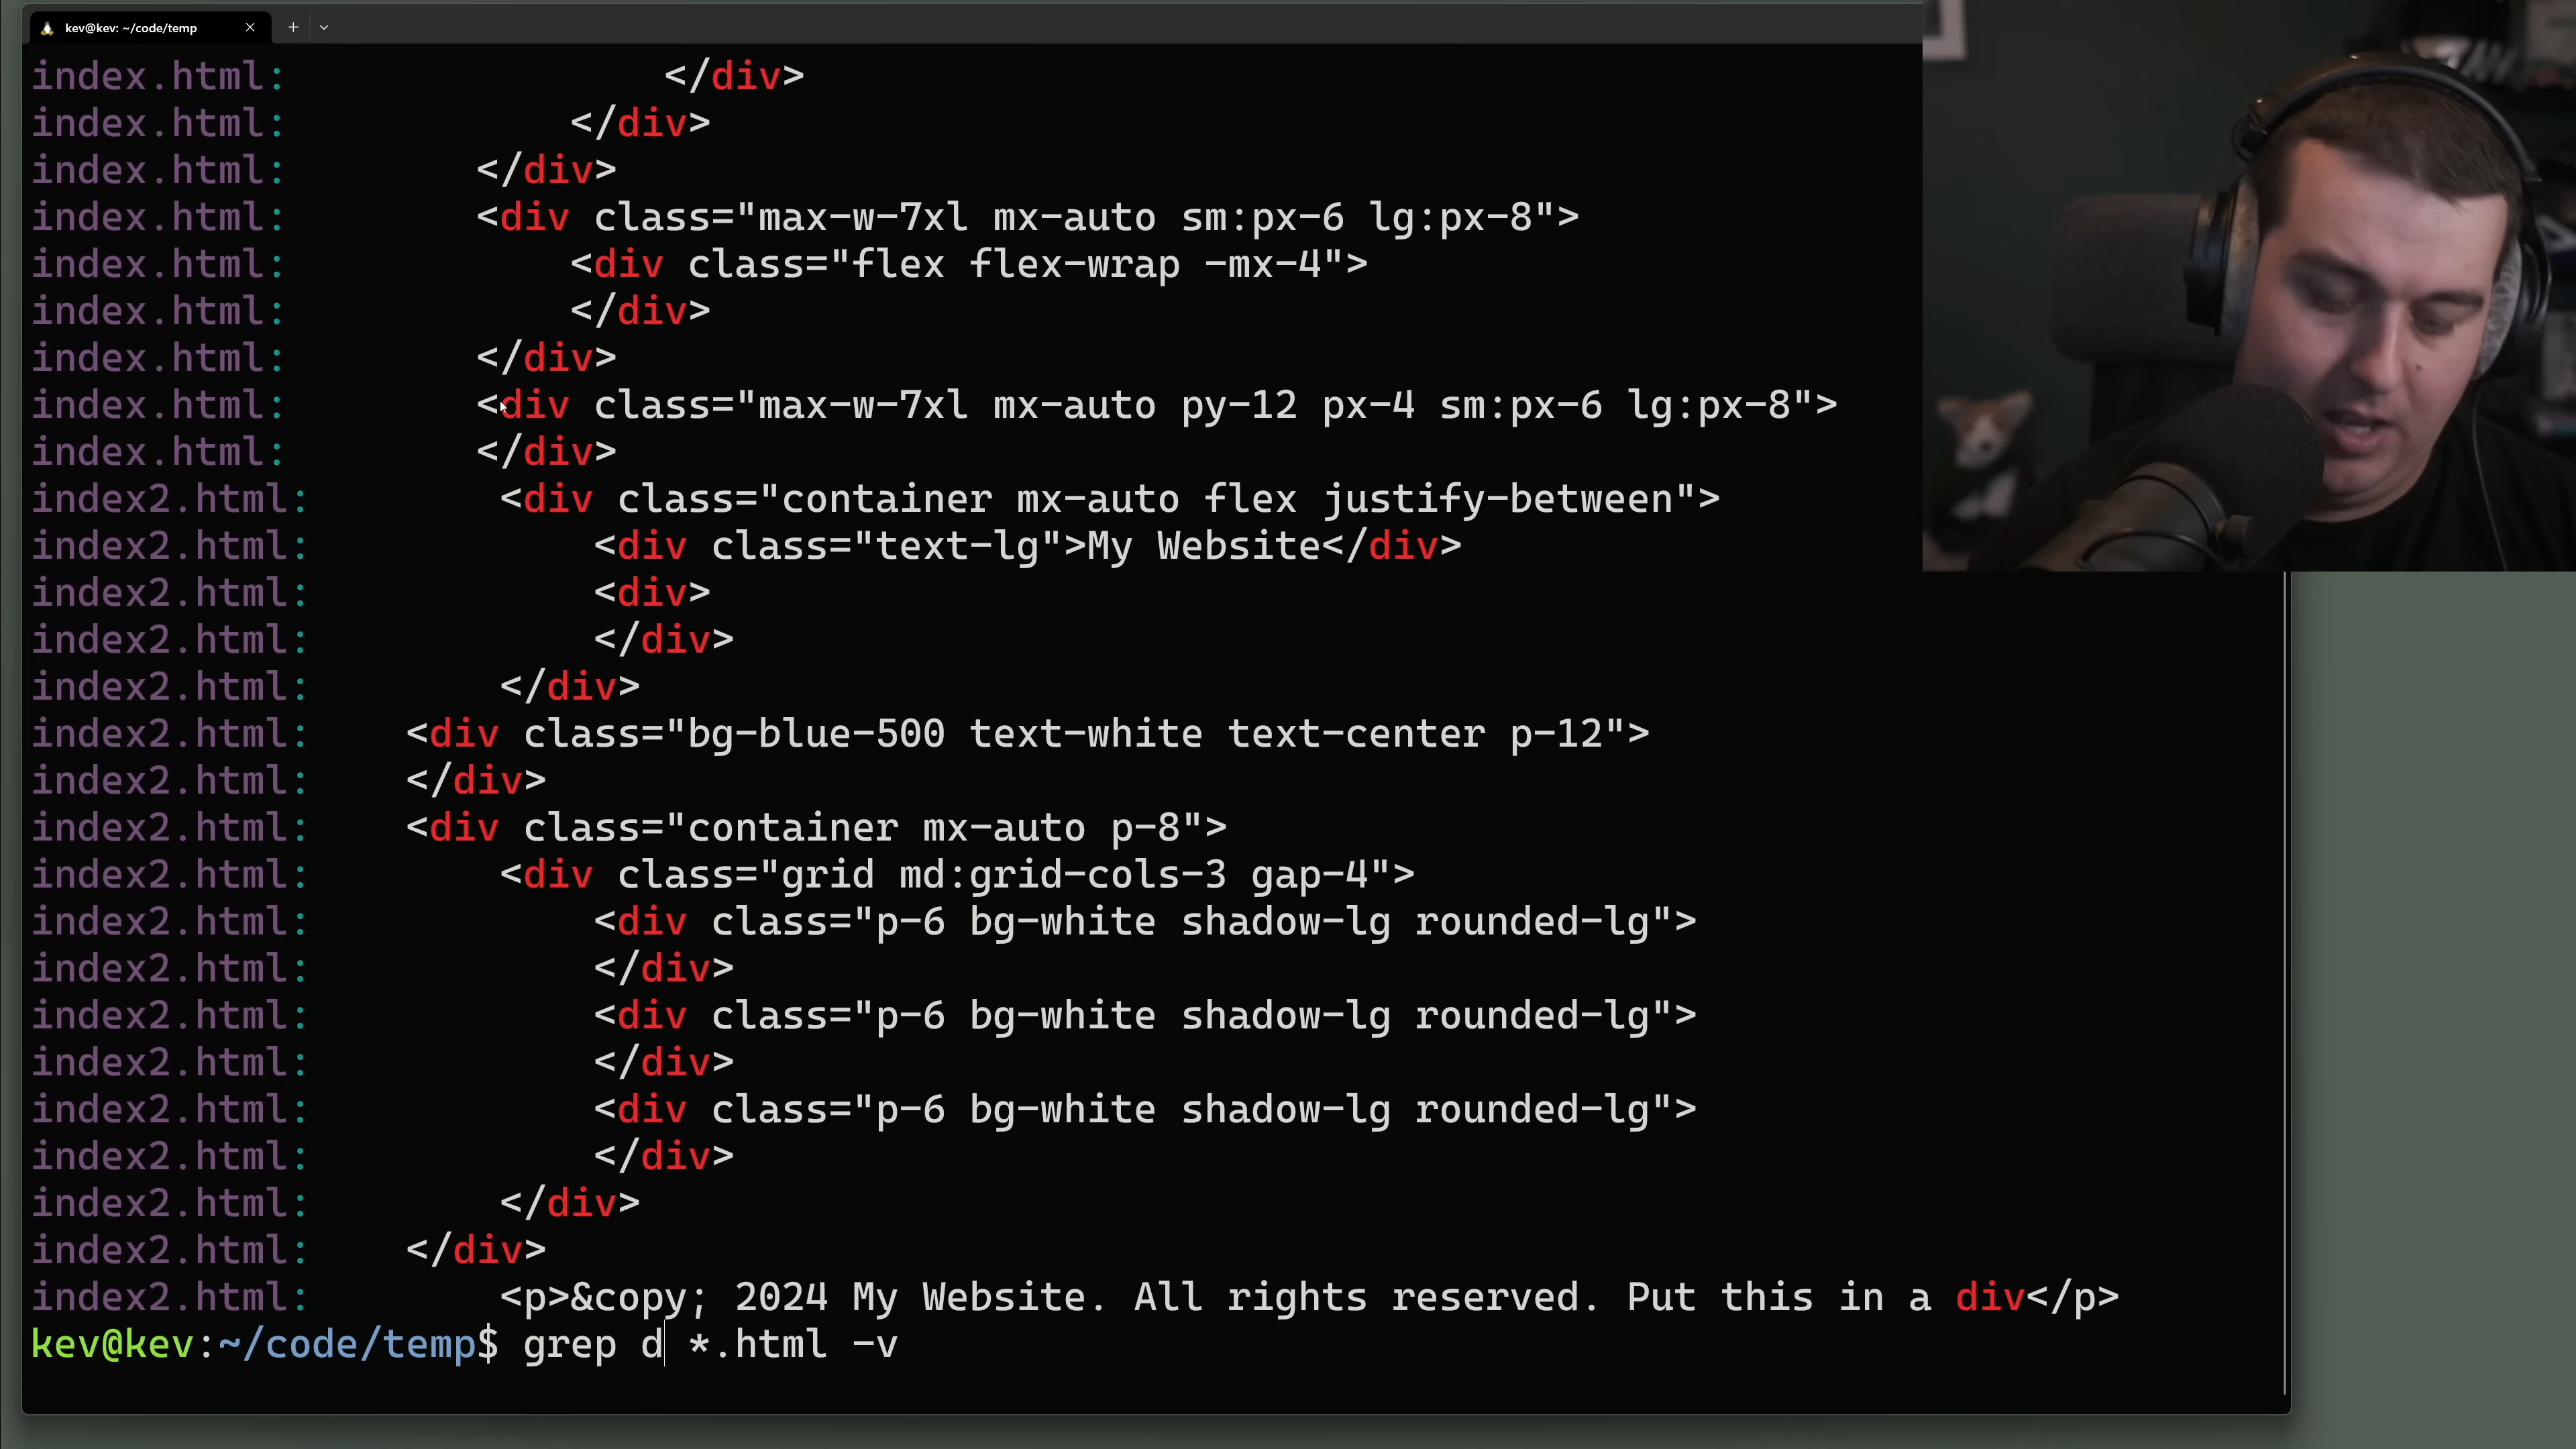 kev@kev: ~/code/temp
index.html: </div>
index.html: </div>
index.html: </div>
index.html: <div class="max-w-7xl mx-auto sm:px-6 lg:px-8">
index.html: <div class="flex flex-wrap -mx-4">
index.html: </div>
index.html: </div>
index.html: <div class="max-w-7xl mx-auto py-12 px-4 sm:px-6 lg:px-8">
index.html: </div>
index2.html: <div class="container mx-auto flex justify-between">
index2.html: <div class="text-lg">My Website</div>
index2.html: <div>
index2.html: </div>
index2.html: </div>
index2.html: <div class="bg-blue-500 text-white text-center p-12">
index2.html: </div>
index2.html: <div class="container mx-auto p-8">
index2.html: <div class="grid md:grid-cols-3 gap-4">
index2.html: <div class="p-6 bg-white shadow-lg rounded-lg">
index2.html: </div>
index2.html: <div class="p-6 bg-white shadow-lg rounded-lg">
index2.html: </div>
index2.html: <div class="p-6 bg-white shadow-lg rounded-lg">
index2.html: </div>
index2.html: </div>
index2.html: </div>
index2.html: <p>&copy; 2024 My Website. All rights reserved. Put this in a div</p>
kev@kev:~/code/temp$ grep d *.html -v